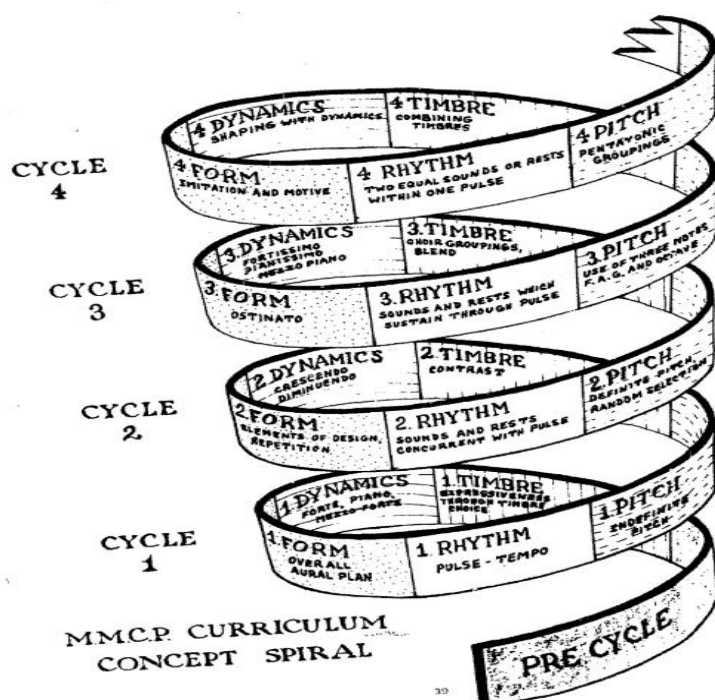 4 DYNAMICS
SHAPING WITH DYNAMICS
4 TIMBRE
COMBINING
TIMBRES
4 PITCH
PENTATONIC
GROUPINGS
CYCLE
4
4 FORM
IMITATION AND MOTIVE
4 RHYTHM
TWO EQUAL SOUNDS OR RESTS
WITHIN ONE PULSE
3. DYNAMICS
FORTISSIMO
PIANISSIMO
MEZZO PIANO
3. TIMBRE
CHOIR GROUPINGS,
BLEND
3. PITCH
USE OF THREE NOTES
F. A. G. AND OCTAVE
CYCLE
3
3. FORM
OSTINATO
3. RHYTHM
SOUNDS AND RESTS WHICH
SUSTAIN THROUGH PULSE
2. DYNAMICS
CRESCENDO
DIMINUENDO
2. TIMBRE
CONTRAST
2. PITCH
DEFINITE PITCH,
RANDOM SELECTION
CYCLE
2
2. FORM
ELEMENTS OF DESIGN,
REPETITION
2. RHYTHM
SOUNDS AND RESTS
CONCURRENT WITH PULSE
1. DYNAMICS
FORTE, PIANO,
MEZZO-FORTE
1. TIMBRE
EXPRESSIVENESS
THROUGH TIMBRE
CHOICE
1. PITCH
INDEFINITE
PITCH
CYCLE
1
1. FORM
OVERALL
AURAL PLAN
1. RHYTHM
PULSE - TEMPO
M.M.C.P. CURRICULUM
CONCEPT SPIRAL
PRE CYCLE
39